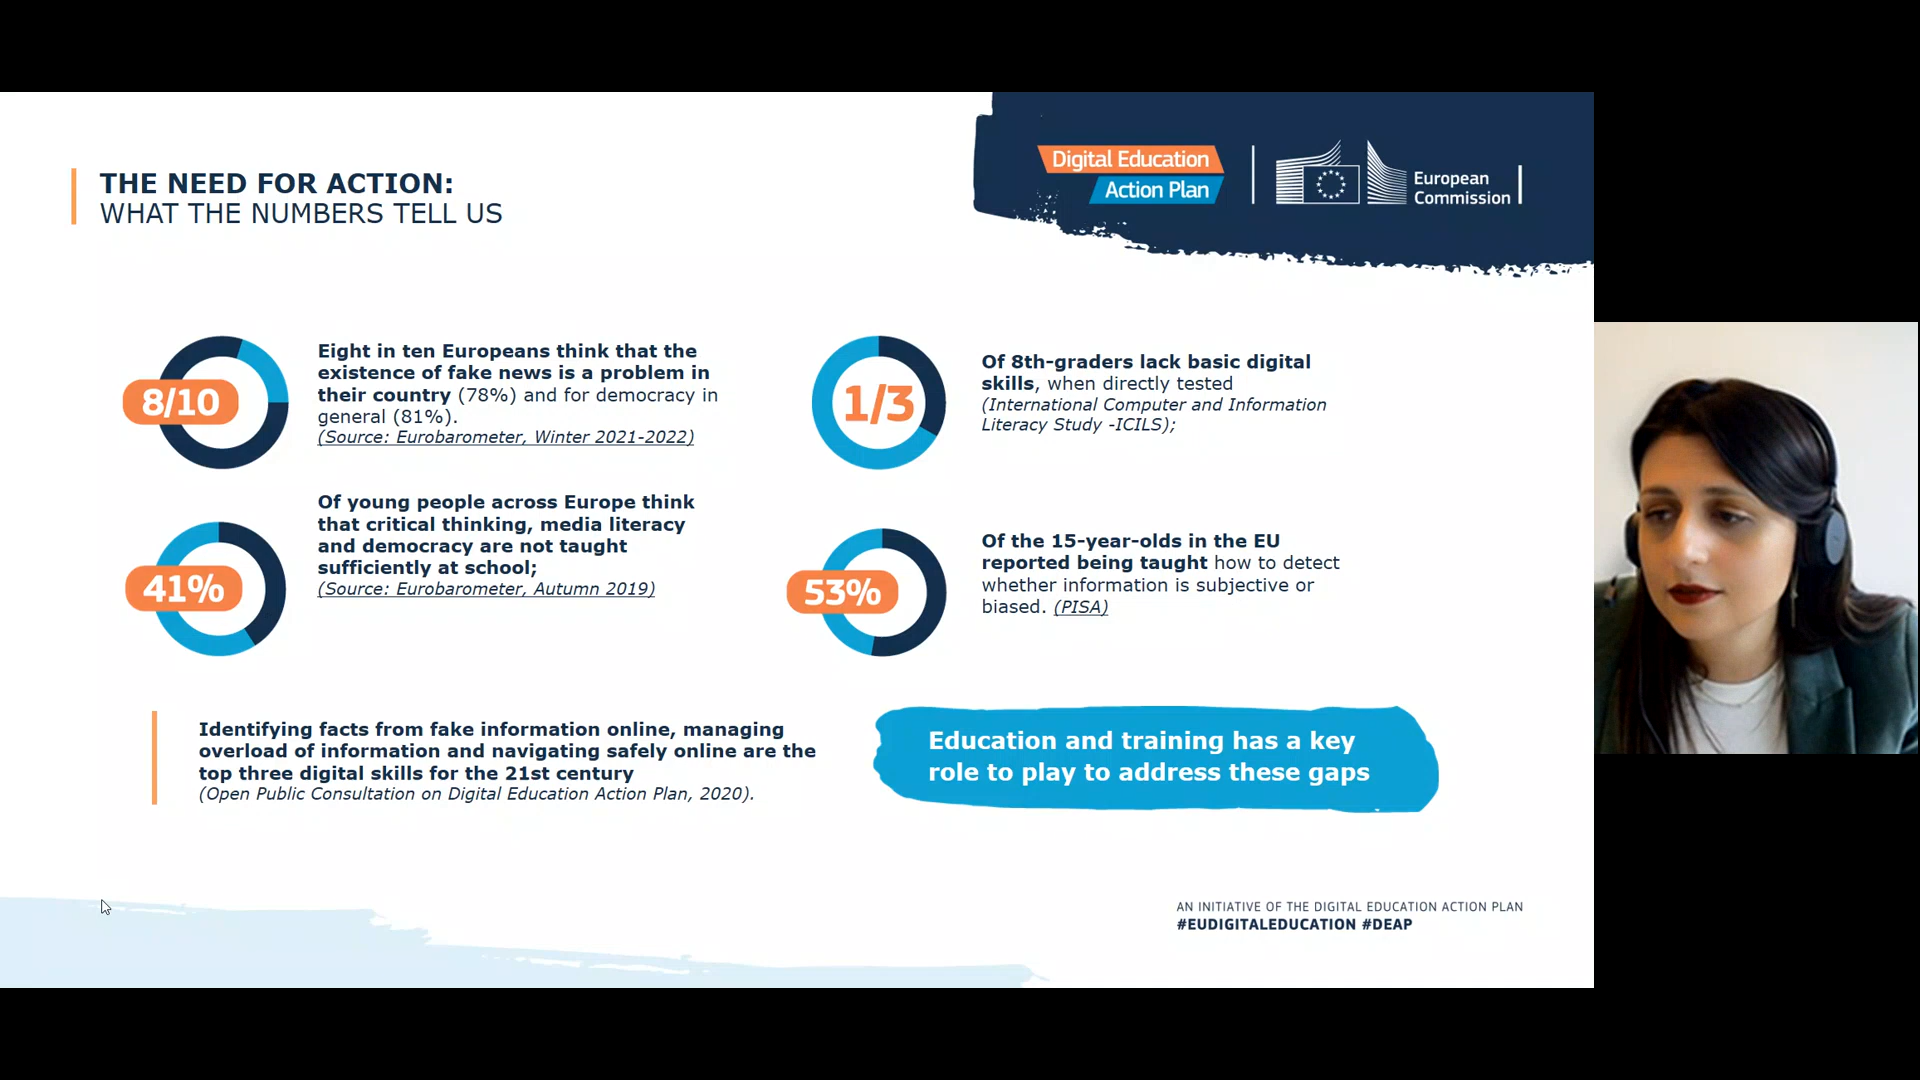 THE NEED FOR ACTION:
WHAT THE NUMBERS TELL US
Digital Education
Action Plan
European
Commission
8/10
Eight in ten Europeans think that the
existence of fake news is a problem in
their country (78%) and for democracy in
general (81%).
(Source: Eurobarometer, Winter 2021-2022)
1/3
Of 8th-graders lack basic digital
skills, when directly tested
(International Computer and Information
Literacy Study -ICILS);
41%
Of young people across Europe think
that critical thinking, media literacy
and democracy are not taught
sufficiently at school;
(Source: Eurobarometer, Autumn 2019)
53%
Of the 15-year-olds in the EU
reported being taught how to detect
whether information is subjective or
biased. (PISA)
Identifying facts from fake information online, managing
overload of information and navigating safely online are the
top three digital skills for the 21st century
(Open Public Consultation on Digital Education Action Plan, 2020).
Education and training has a key
role to play to address these gaps
AN INITIATIVE OF THE DIGITAL EDUCATION ACTION PLAN
#EUDIGITALEDUCATION #DEAP